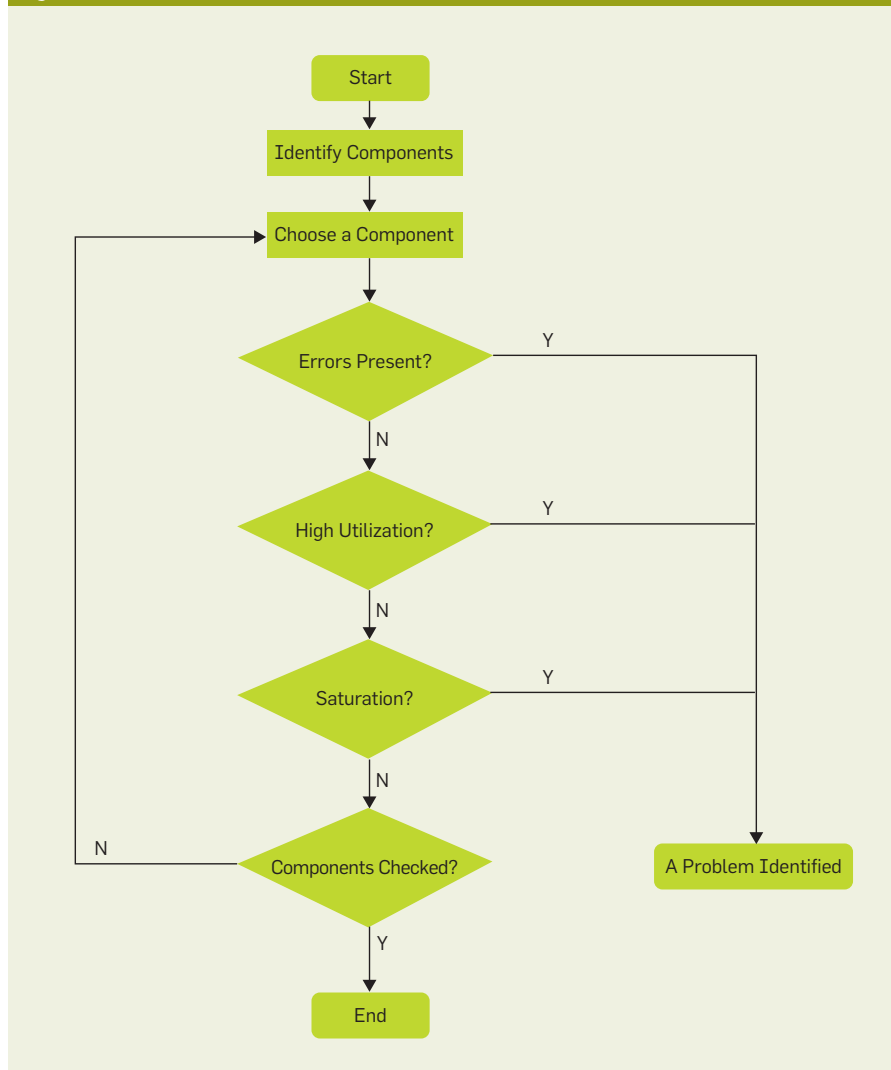 Start
Identify Components
Choose a Component
Errors Present?
Y
N
High Utilization?
Y
N
Saturation?
Y
N
Components Checked?
N
A Problem Identified
Y
End